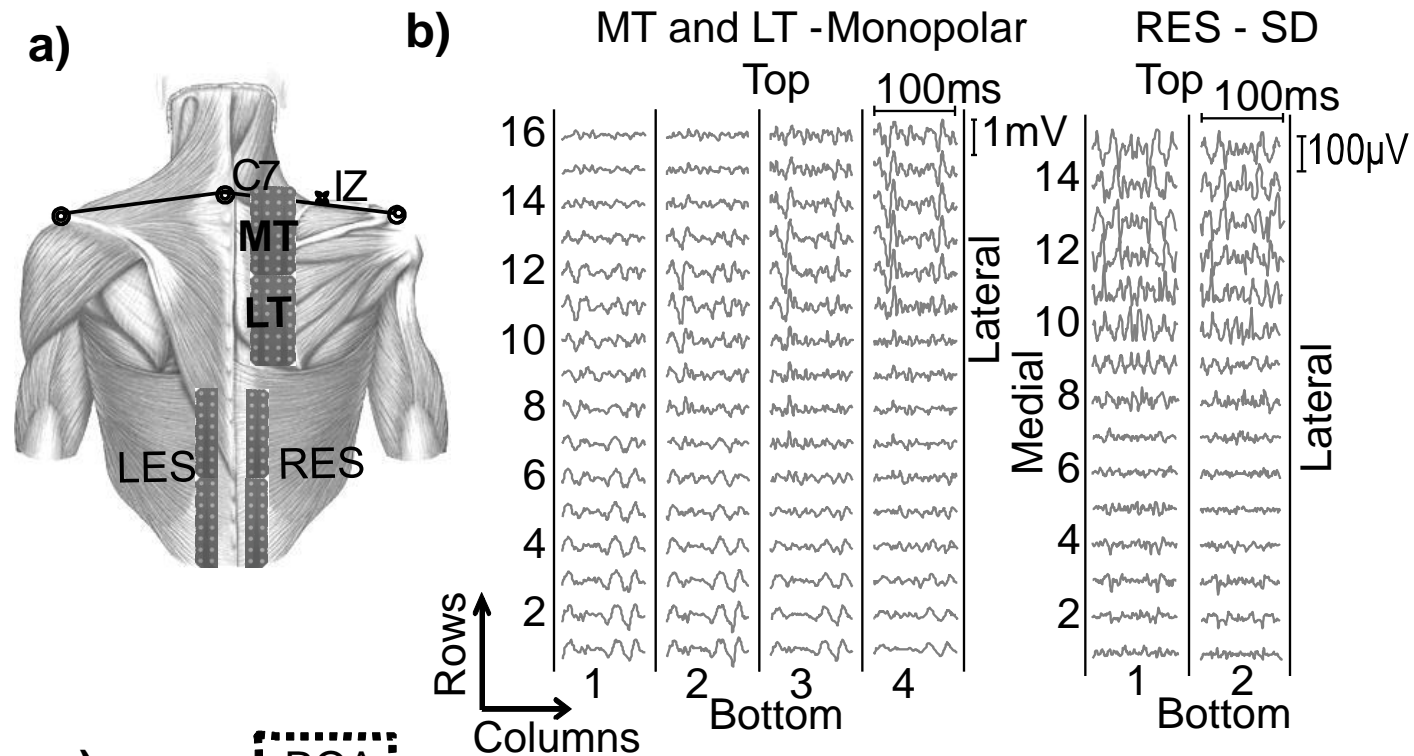 a)
C7
IZ
MT
LT
LES
RES
b)
MT and LT -Monopolar
Top
100ms
1mV
16
14
12
10
8
6
4
2
Lateral
1
2
3
4
Bottom
Rows
Columns
RES - SD
Top
100ms
100µV
14
12
10
8
6
4
2
Medial
Lateral
1
2
Bottom